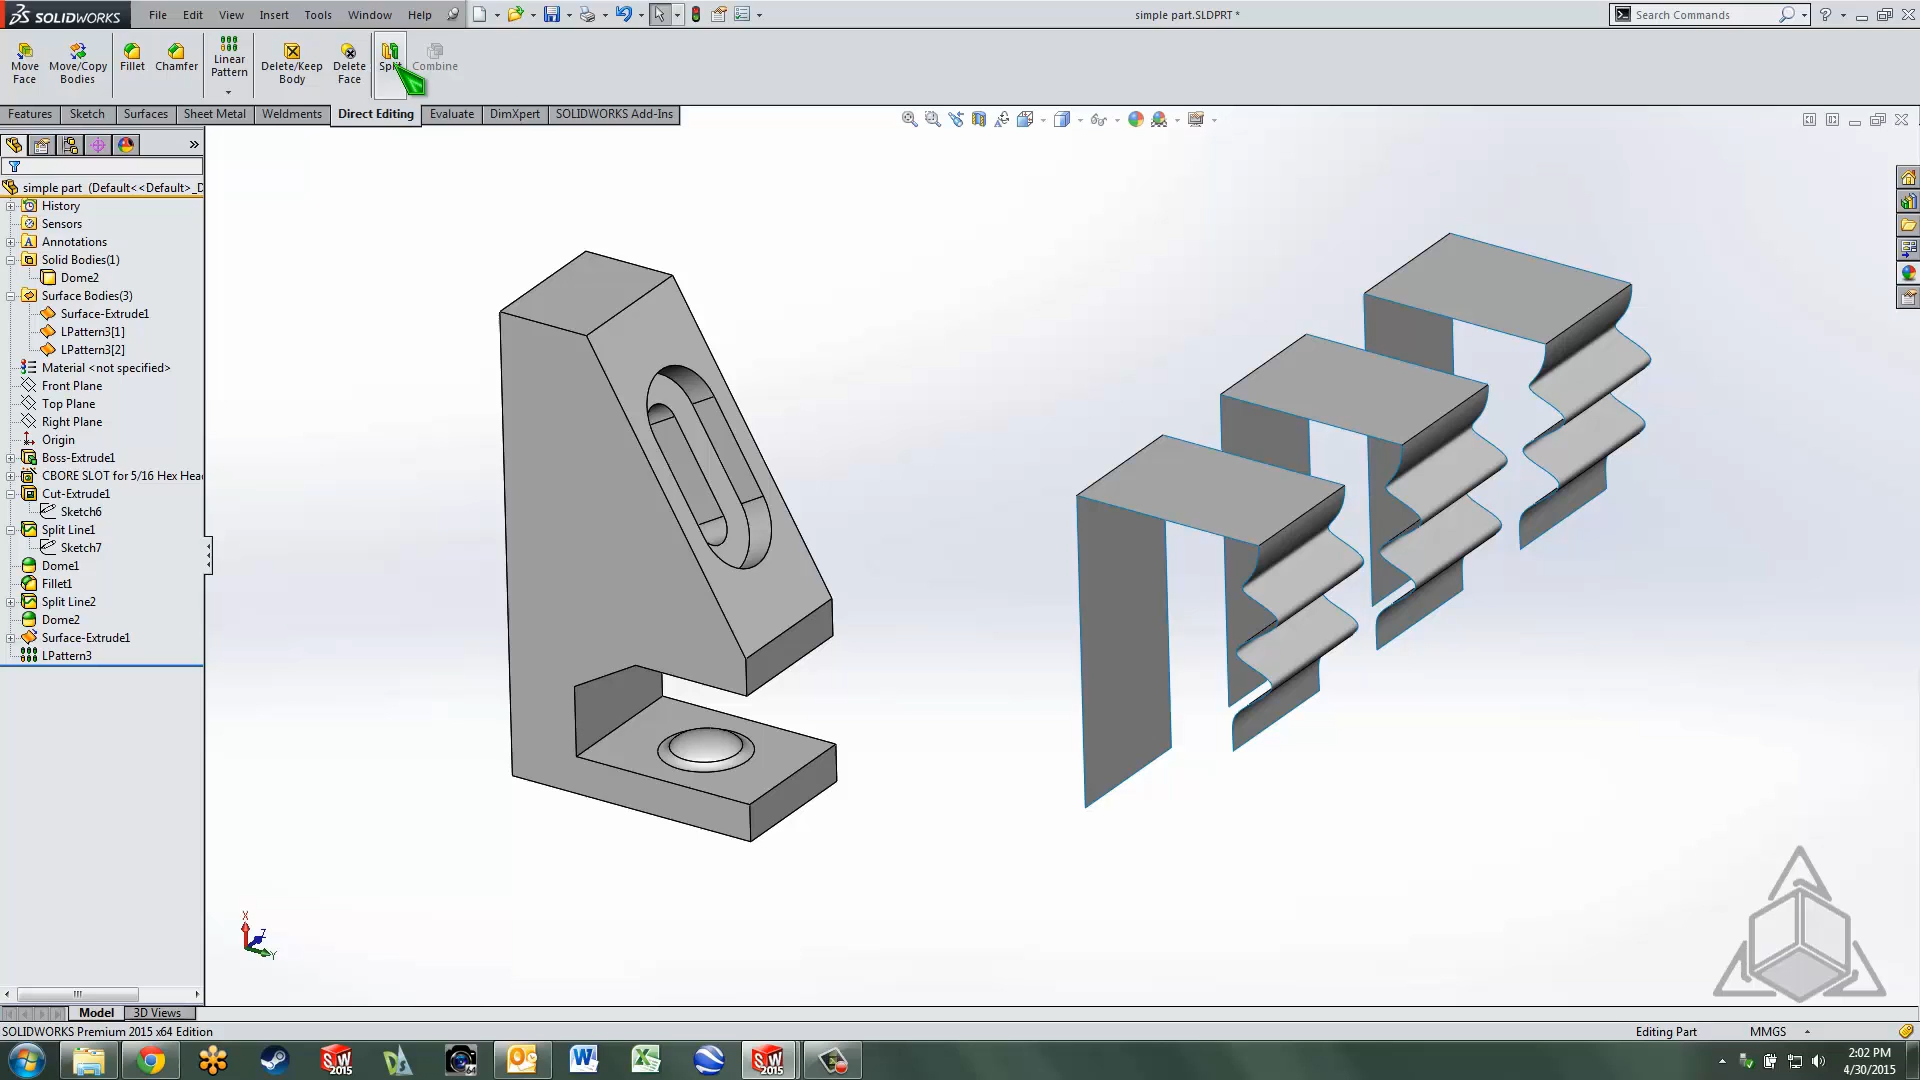 SOLIDWORKS
File Edit View Insert Tools Window Help
simple part.SLDPRT *
Search Commands
Move Face
Move/Copy Bodies
Fillet
Chamfer
Linear Pattern
Delete/Keep Body
Delete Face
Split
Combine
Features Sketch Surfaces Sheet Metal Weldments Direct Editing Evaluate DimXpert SOLIDWORKS Add-Ins
simple part (Default<<Default>_D
History
Sensors
Annotations
Solid Bodies(1)
Dome2
Surface Bodies(3)
Surface-Extrude1
LPattern3[1]
LPattern3[2]
Material <not specified>
Front Plane
Top Plane
Right Plane
Origin
Boss-Extrude1
CBORE SLOT for 5/16 Hex Head
Cut-Extrude1
Sketch6
Split Line1
Sketch7
Dome1
Fillet1
Split Line2
Dome2
Surface-Extrude1
LPattern3
X
Z
Y
Model 3D Views
SOLIDWORKS Premium 2015 x64 Edition
Editing Part
MMGS
2:02 PM
4/30/2015